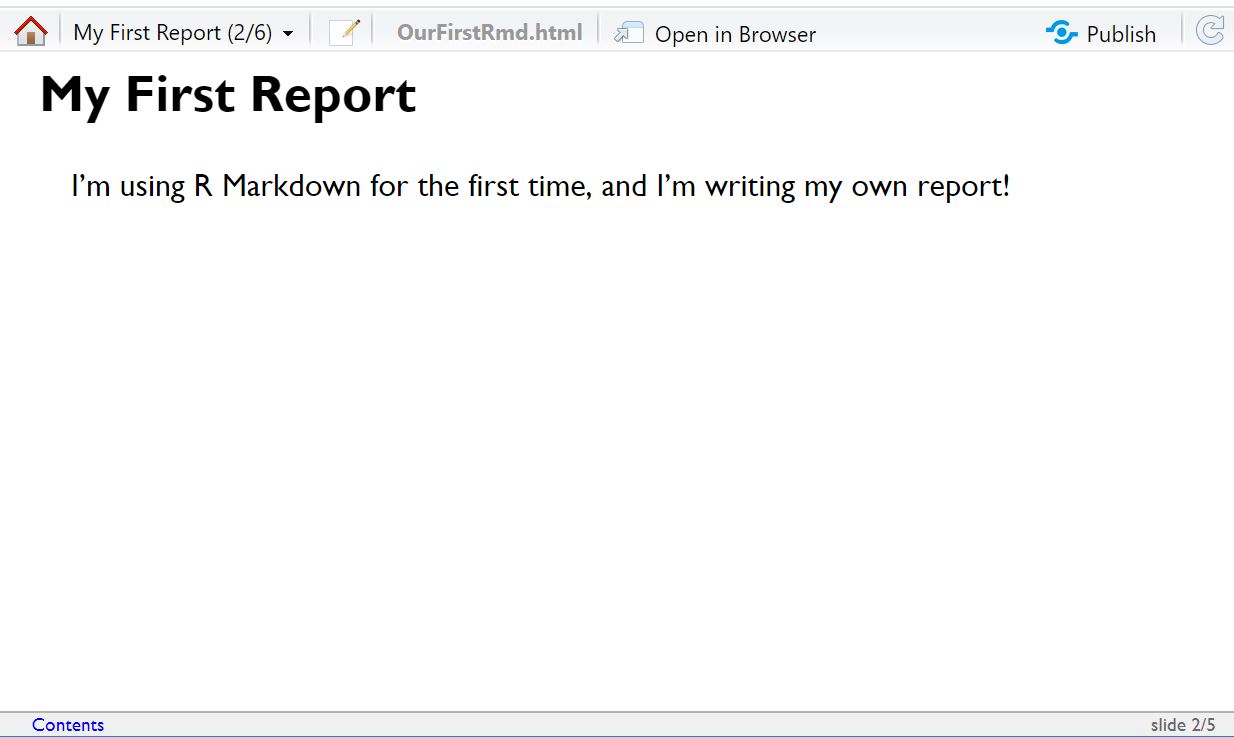 My First Report (2/6) OurFirstRmd.html Open in Browser Publish
My First Report
I’m using R Markdown for the first time, and I’m writing my own report!
Contents slide 2/5